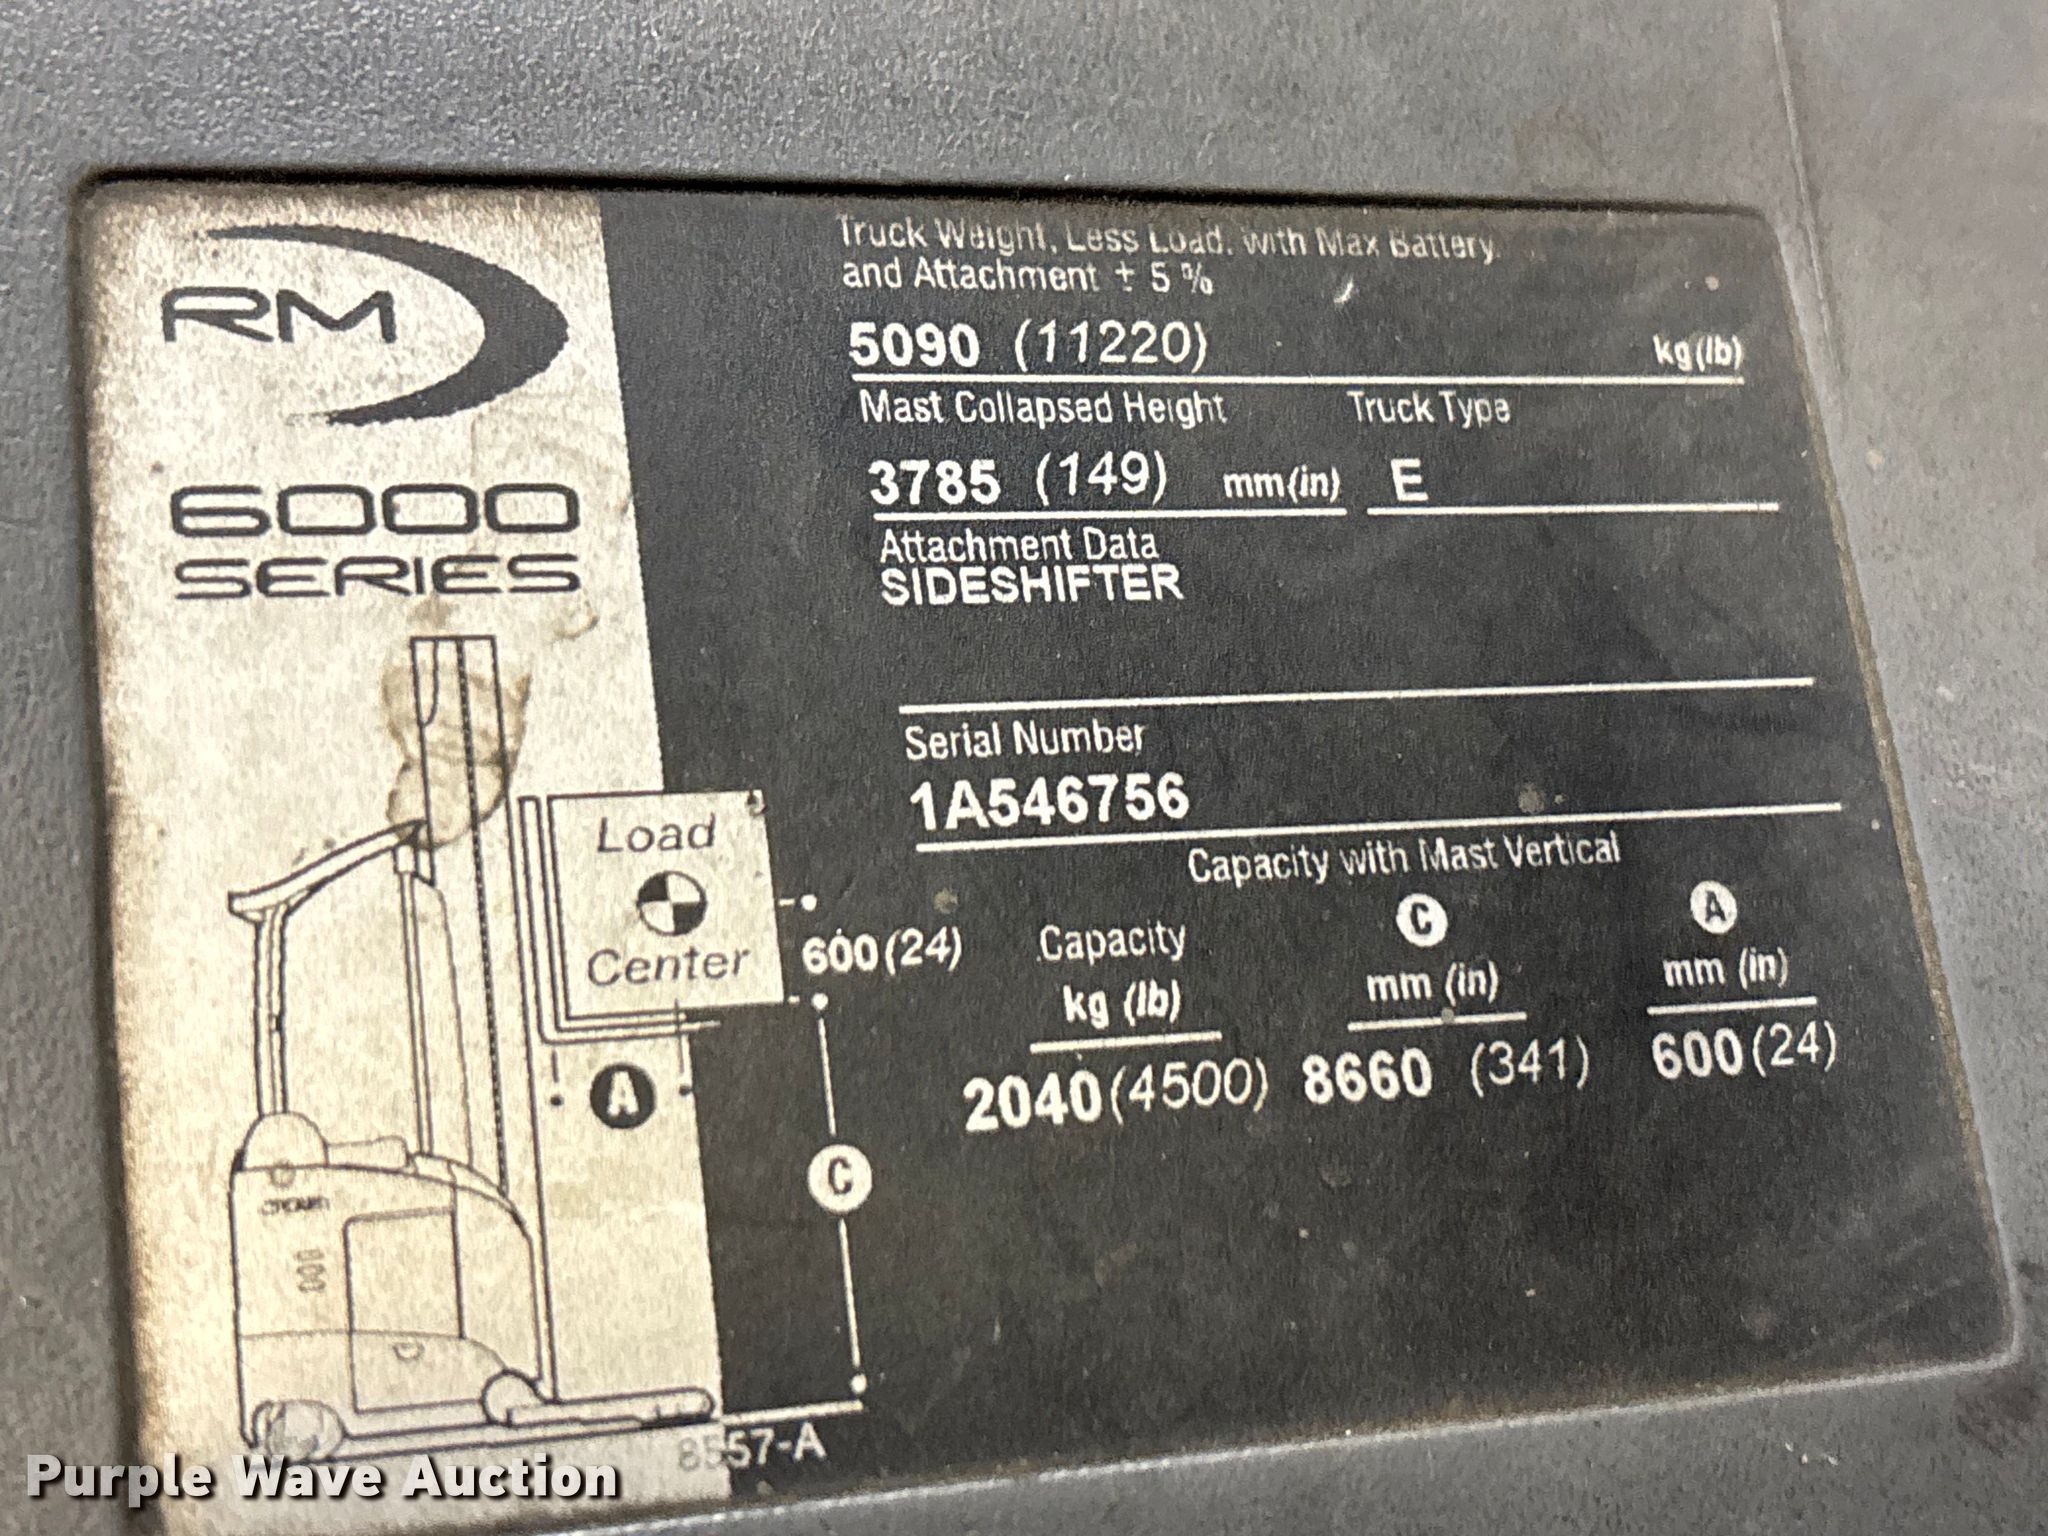 RM
6000
SERIES
Truck Weight, Less Load, with Max Battery
and Attachment ± 5 %
5090 (11220) kg(lb)
Mast Collapsed Height Truck Type
3785 (149) mm(in) E
Attachment Data
SIDESHIFTER
Serial Number
1A546756
Capacity with Mast Vertical
Load
Center
600(24)
A
C
CROWN
Capacity C A
kg (lb) mm (in) mm (in)
2040(4500) 8660 (341) 600(24)
8557-A
Purple Wave Auction